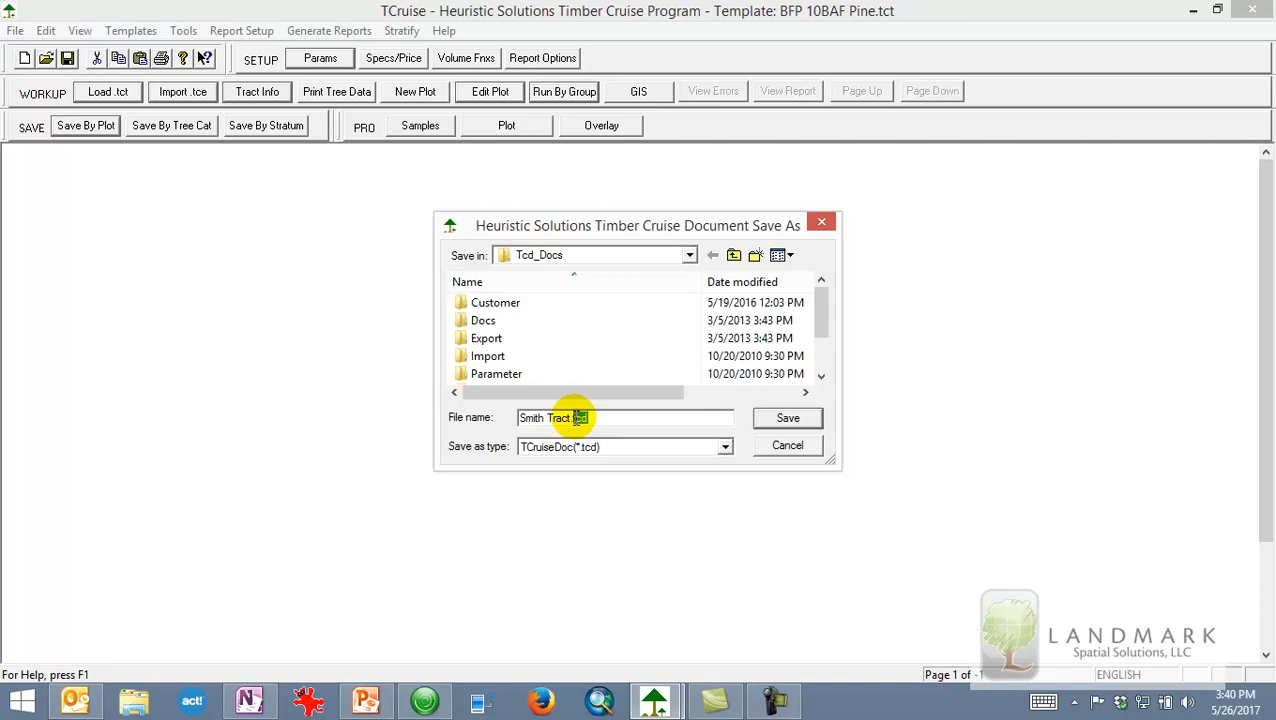 TCruise - Heuristic Solutions Timber Cruise Program - Template: BFP 10BAF Pine.tct
File Edit View Templates Tools Report Setup Generate Reports Stratify Help
SETUP Params Specs/Price Volume Fnxs Report Options
WORKUP Load .tct Import .tce Tract Info Print Tree Data New Plot Edit Plot Run By Group GIS View Errors View Report Page Up Page Down
SAVE Save By Plot Save By Tree Cat Save By Stratum PRO Samples Plot Overlay
Heuristic Solutions Timber Cruise Document Save As
Save in: Tcd_Docs
Name Date modified
Customer 5/19/2016 12:03 PM
Docs 3/5/2013 3:43 PM
Export 3/5/2013 3:43 PM
Import 10/20/2010 9:30 PM
Parameter 10/20/2010 9:30 PM
File name: Smith Tract.tcd Save
Save as type: TCruiseDoc(*.tcd) Cancel
LANDMARK
Spatial Solutions, LLC
For Help, press F1 Page 1 of -1 ENGLISH
act!
3:40 PM
5/26/2017